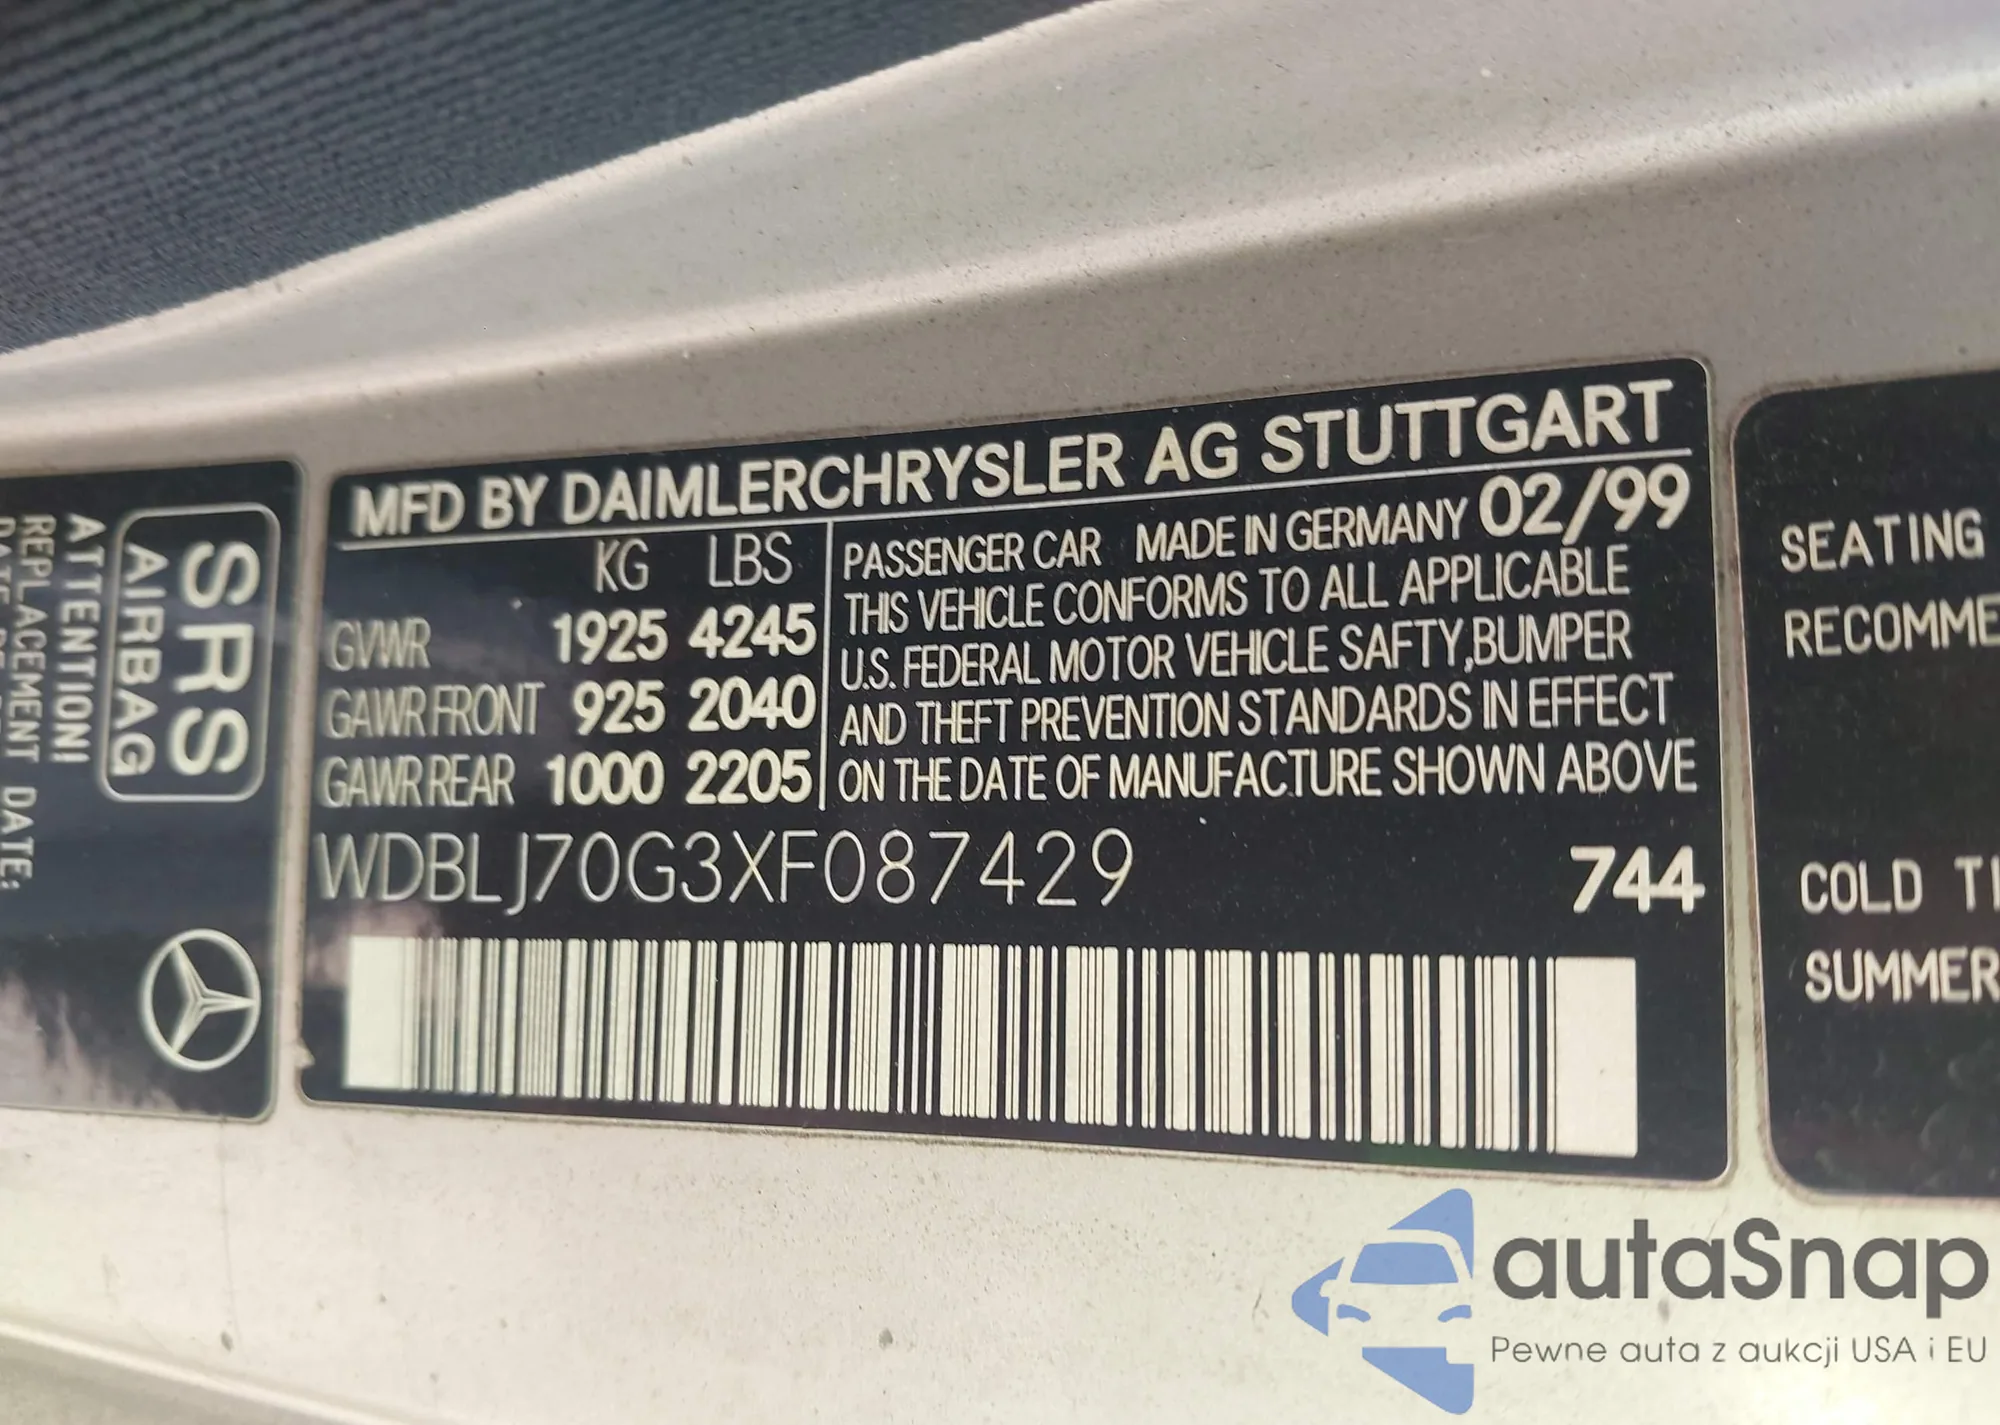 SRS
AIRBAG
ATTENTION!
REPLACEMENT DATE:
MFD BY DAIMLERCHRYSLER AG STUTTGART
KG LBS
GVWR 1925 4245
GAWR FRONT 925 2040
GAWR REAR 1000 2205
PASSENGER CAR MADE IN GERMANY 02/99
THIS VEHICLE CONFORMS TO ALL APPLICABLE
U.S. FEDERAL MOTOR VEHICLE SAFTY,BUMPER
AND THEFT PREVENTION STANDARDS IN EFFECT
ON THE DATE OF MANUFACTURE SHOWN ABOVE
WDBLJ70G3XF087429
744
SEATING
RECOMME
COLD TI
SUMMER
autaSnap
Pewne auta z aukcji USA i EU